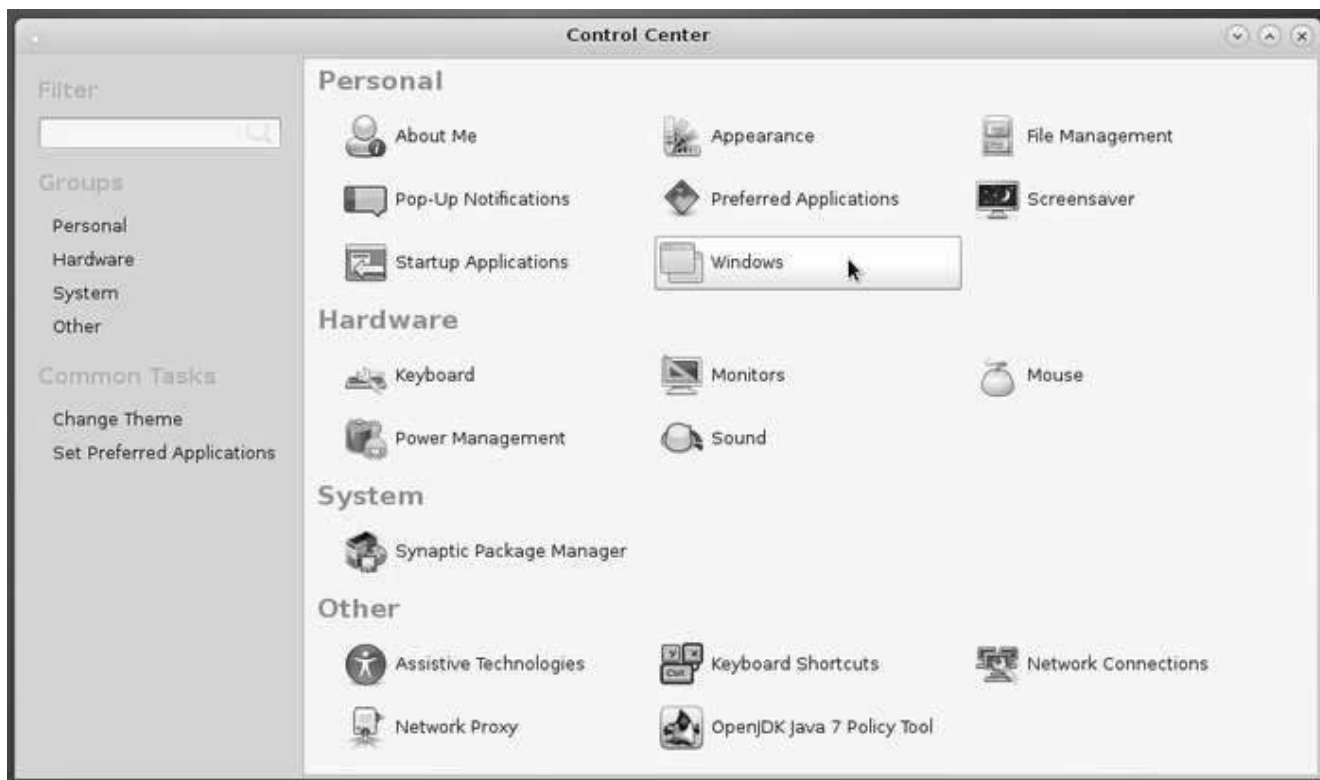 Control Center
Filter
Groups
Personal
Hardware
System
Other
Common Tasks
Change Theme
Set Preferred Applications
Personal
About Me
Appearance
File Management
Pop-Up Notifications
Preferred Applications
Screensaver
Startup Applications
Windows
Hardware
Keyboard
Monitors
Mouse
Power Management
Sound
System
Synaptic Package Manager
Other
Assistive Technologies
Keyboard Shortcuts
Network Connections
Network Proxy
OpenJDK Java 7 Policy Tool